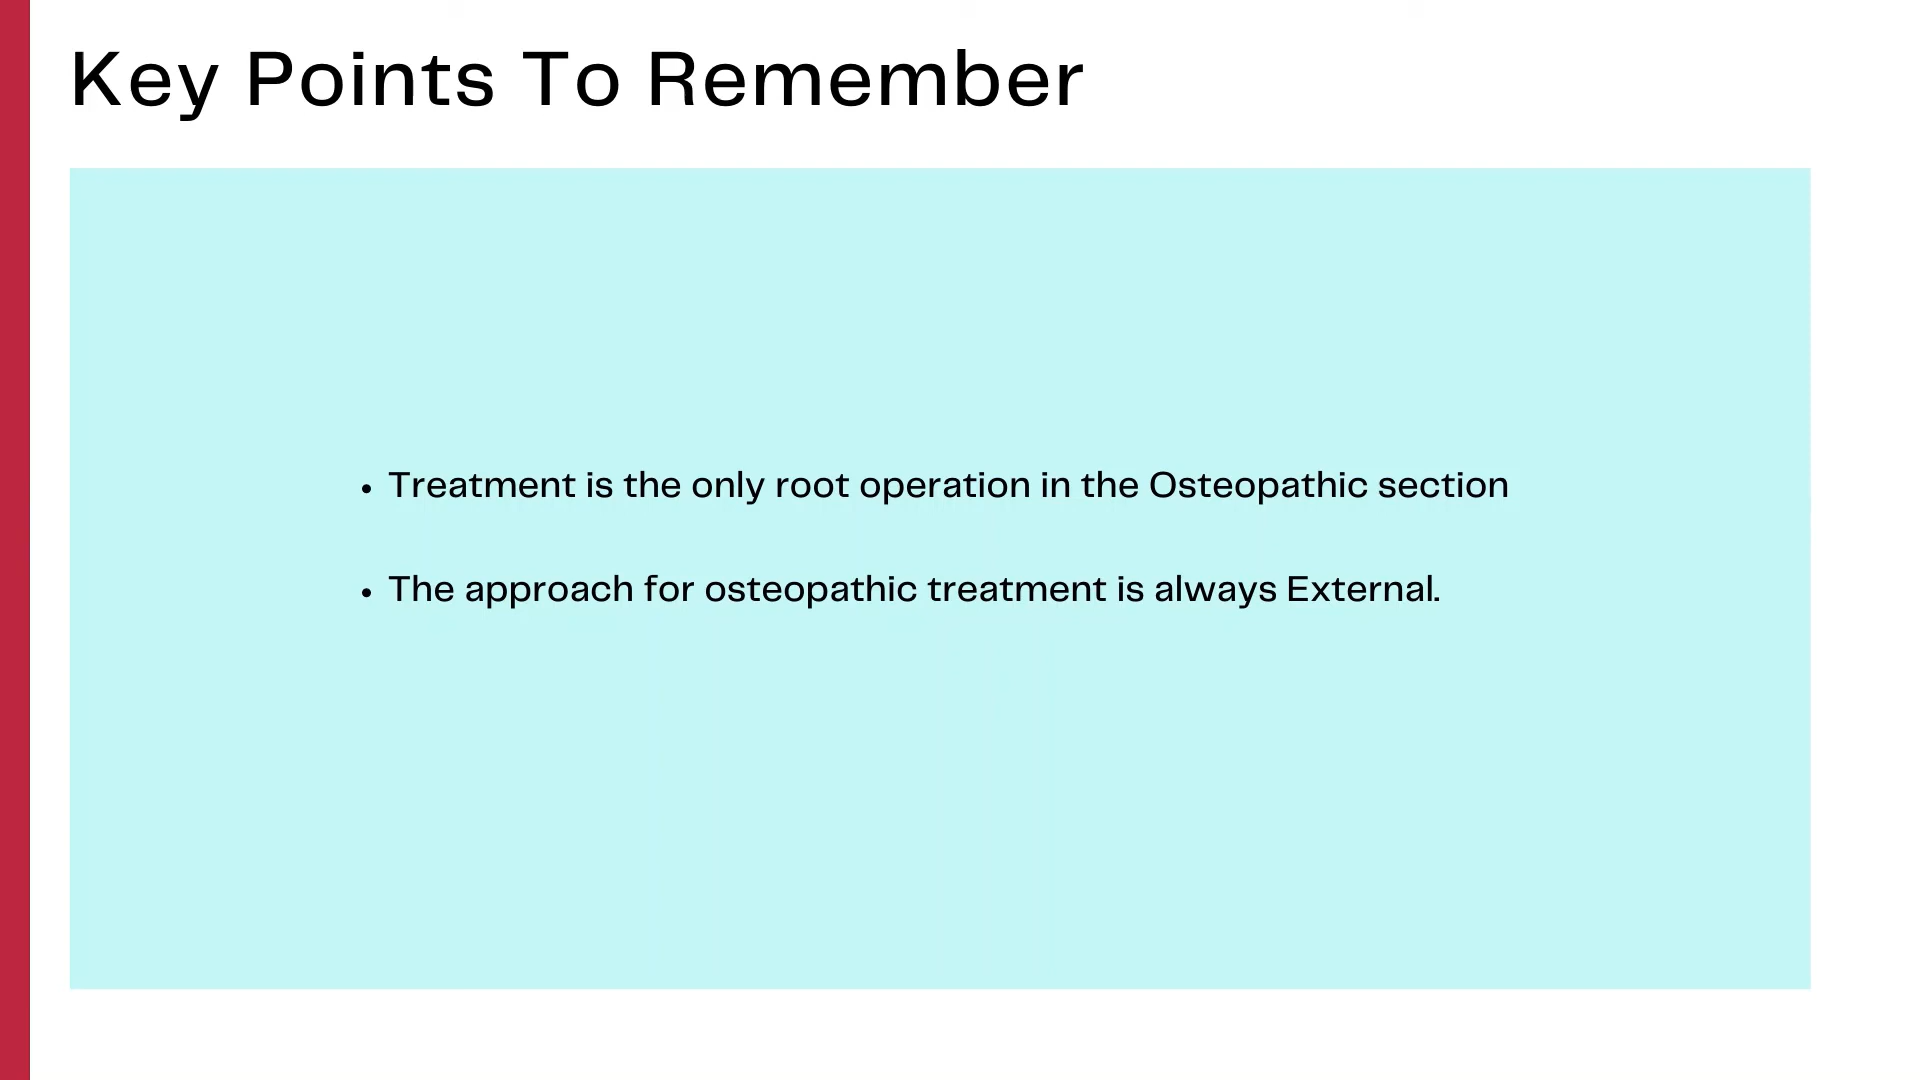 Key Points To Remember
• Treatment is the only root operation in the Osteopathic section
• The approach for osteopathic treatment is always External.